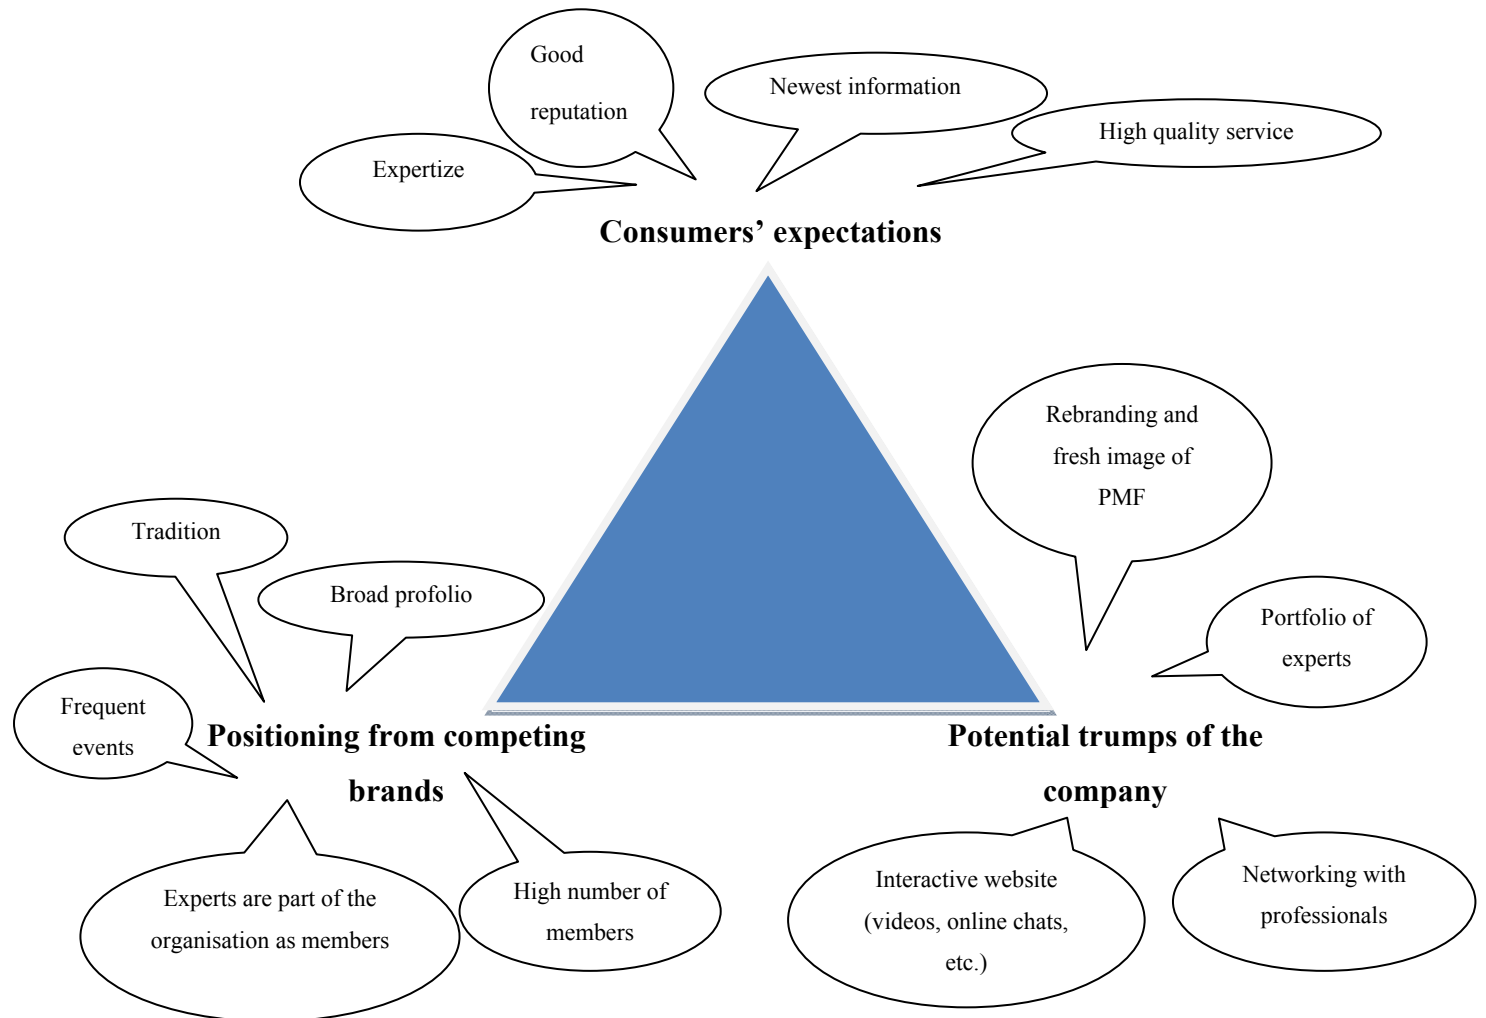 Good
reputation
Newest information
High quality service
Expertize
Consumers’ expectations
Rebranding and
fresh image of
PMF
Tradition
Broad profolio
Portfolio of
experts
Frequent
events
Positioning from competing
brands
Potential trumps of the
company
Experts are part of the
organisation as members
High number of
members
Interactive website
(videos, online chats,
etc.)
Networking with
professionals